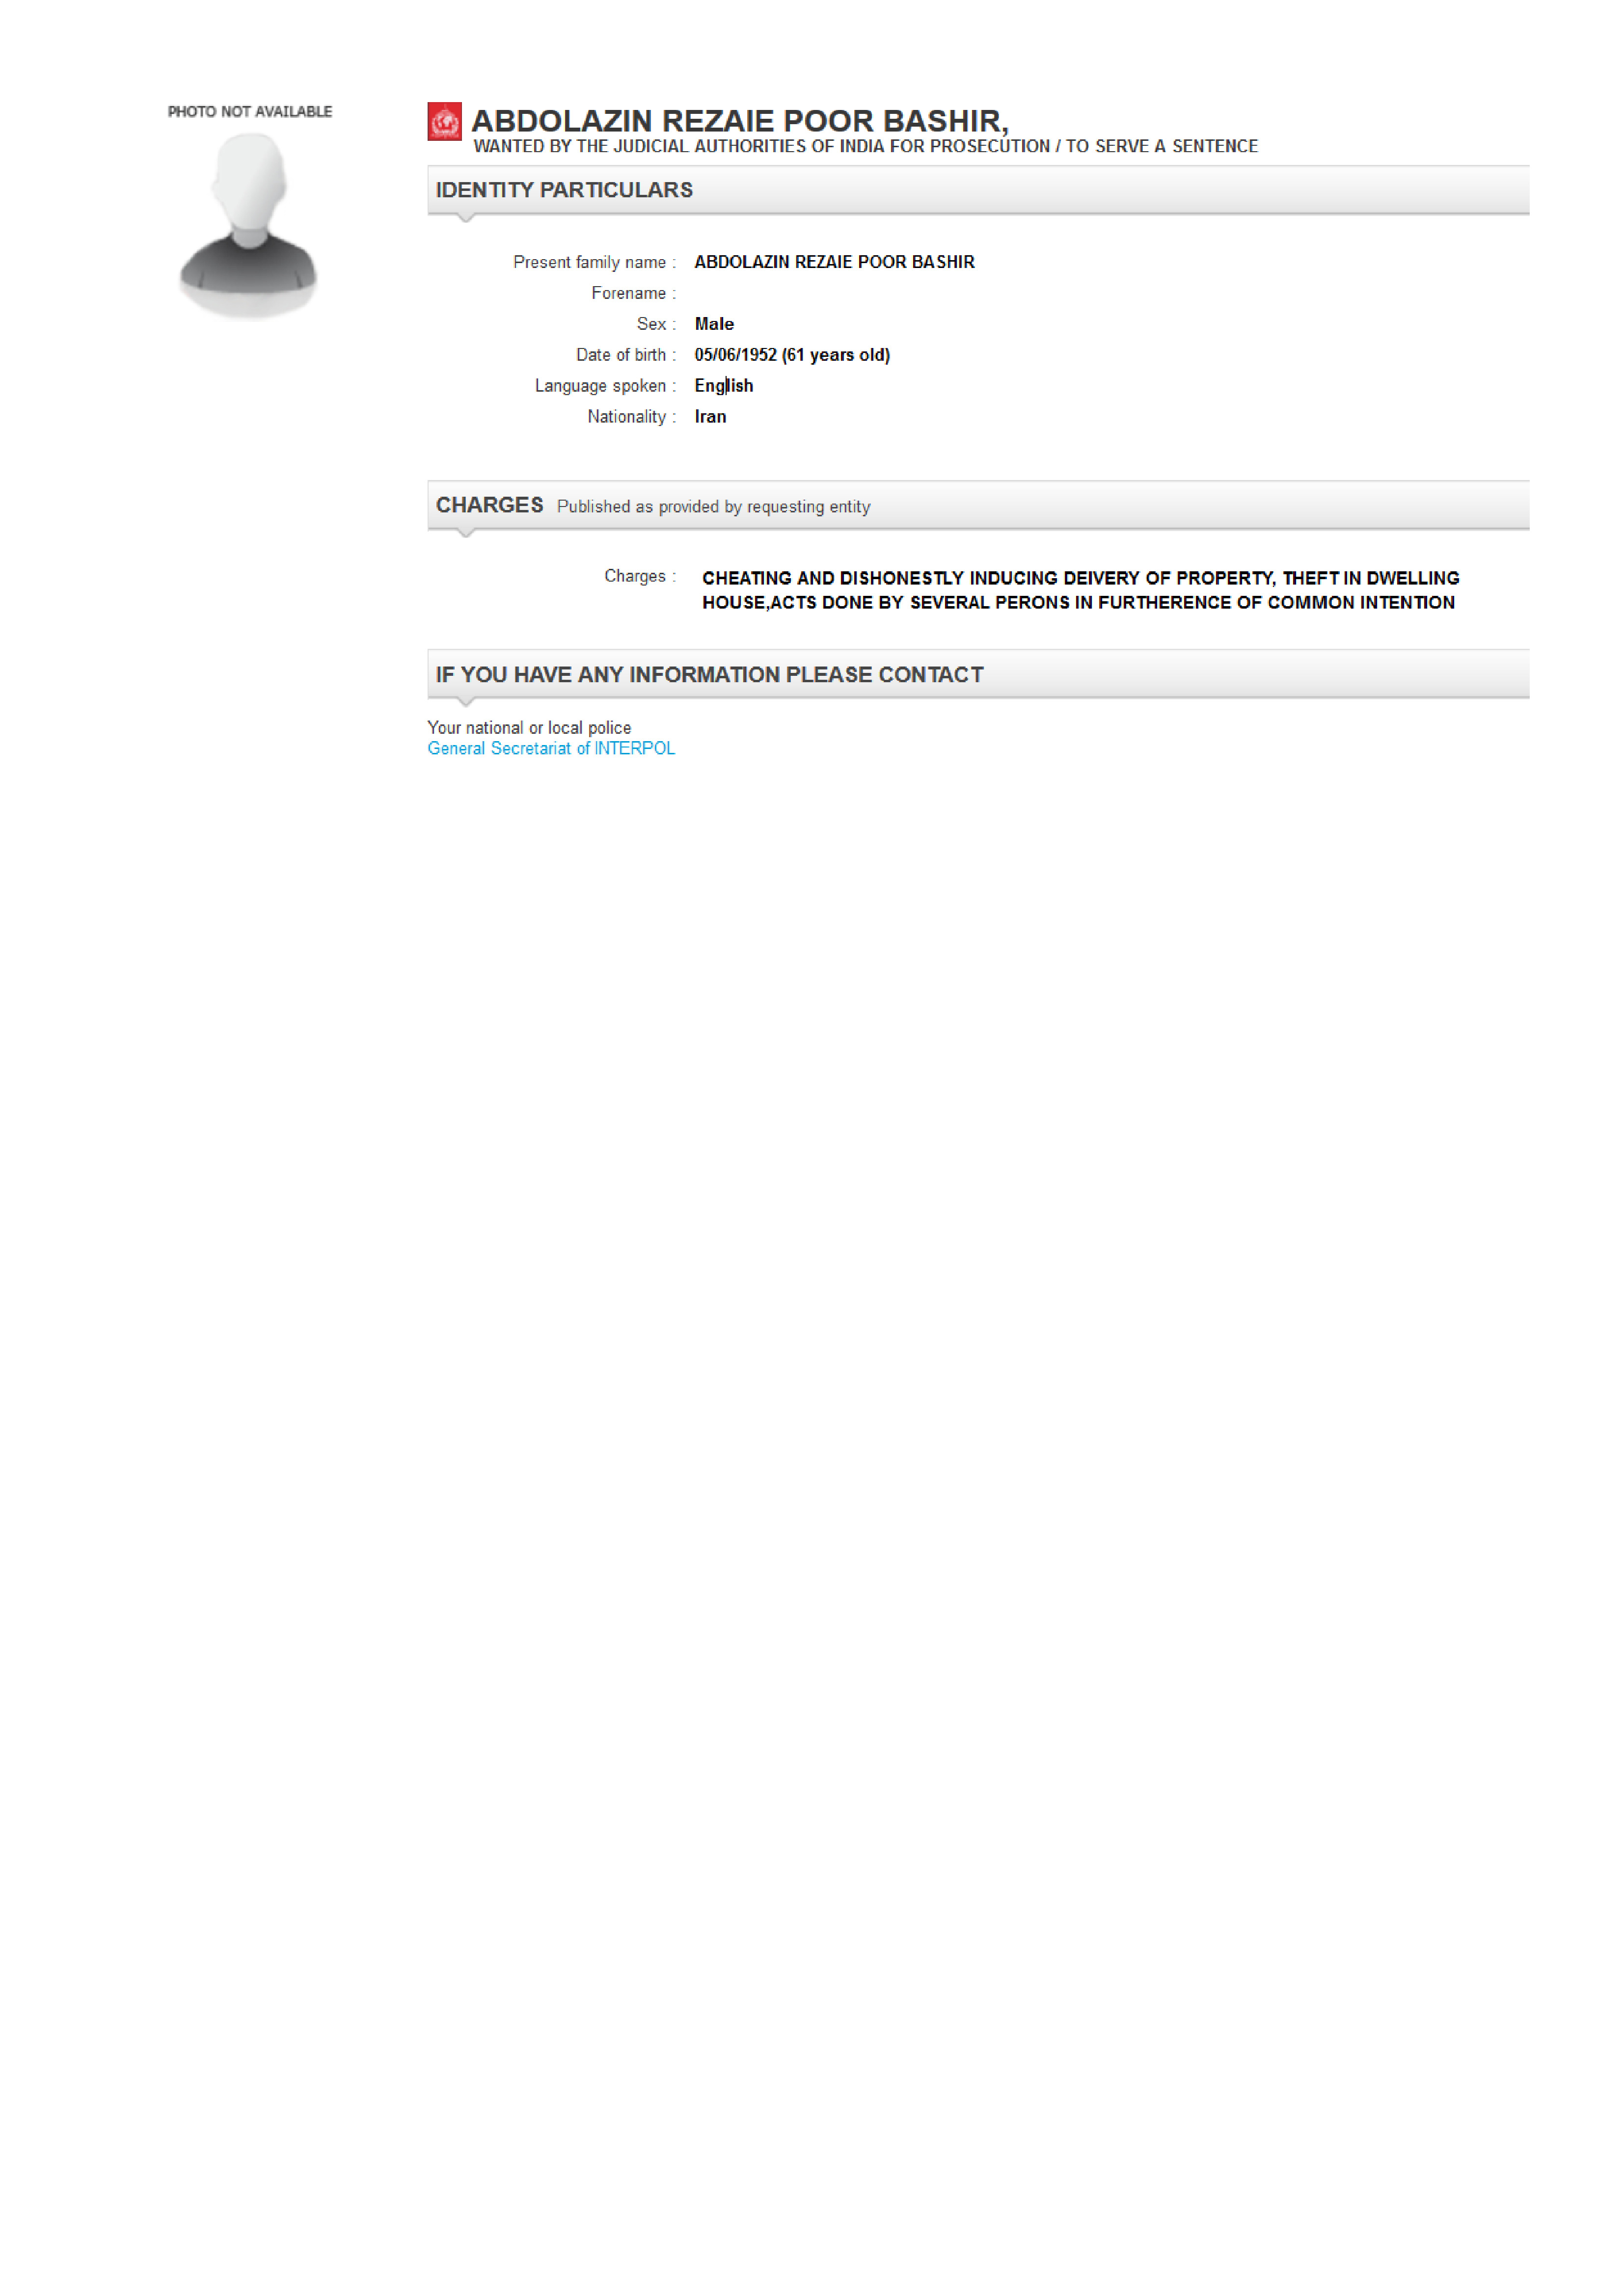 PHOTO NOT AVAILABLE
ABDOLAZIN REZAIE POOR BASHIR,
WANTED BY THE JUDICIAL AUTHORITIES OF INDIA FOR PROSECUTION / TO SERVE A SENTENCE
IDENTITY PARTICULARS
Present family name : ABDOLAZIN REZAIE POOR BASHIR
Forename :
Sex : Male
Date of birth : 05/06/1952 (61 years old)
Language spoken : English
Nationality : Iran
CHARGES Published as provided by requesting entity
Charges : CHEATING AND DISHONESTLY INDUCING DEIVERY OF PROPERTY, THEFT IN DWELLING
HOUSE,ACTS DONE BY SEVERAL PERONS IN FURTHERENCE OF COMMON INTENTION
IF YOU HAVE ANY INFORMATION PLEASE CONTACT
Your national or local police
General Secretariat of INTERPOL